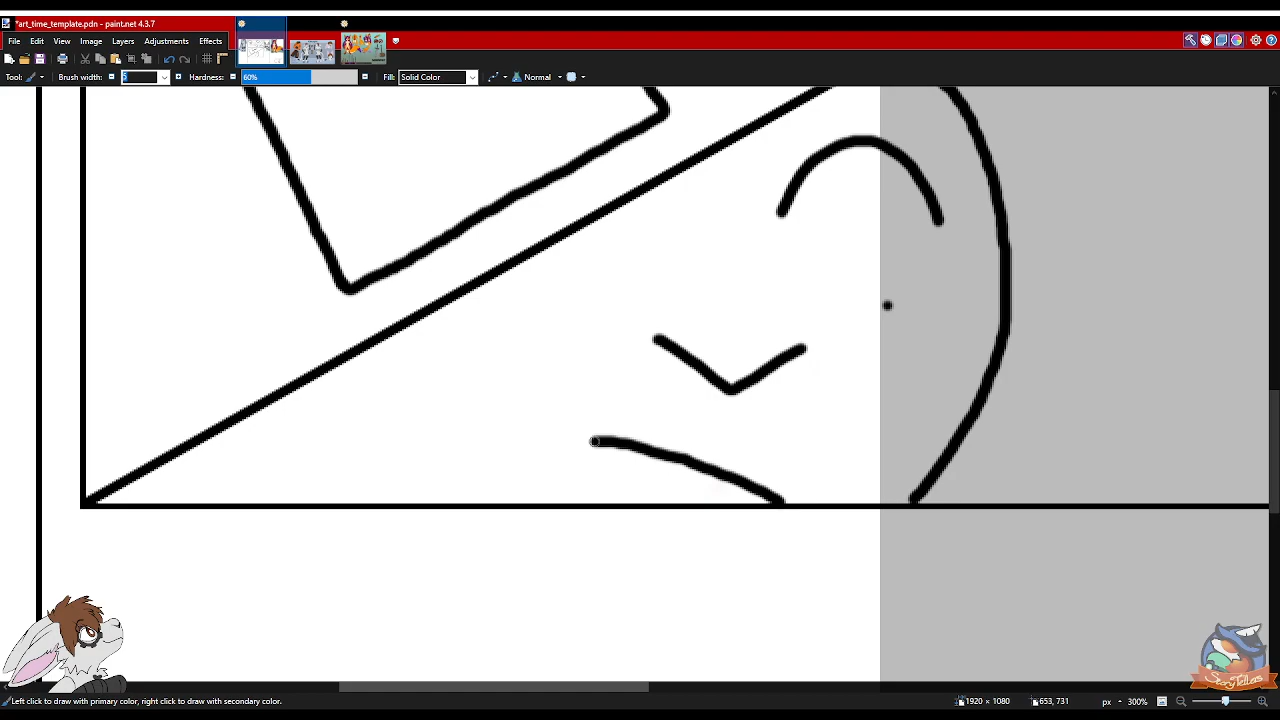 *art_time_template.pdn - paint.net 4.3.7
File Edit View Image Layers Adjustments Effects
Tool: Brush width: Hardness: 60% Fill: Solid Color Normal
StoryTellers
Left click to draw with primary color, right click to draw with secondary color. 1920 × 1080 653, 731 px 300%